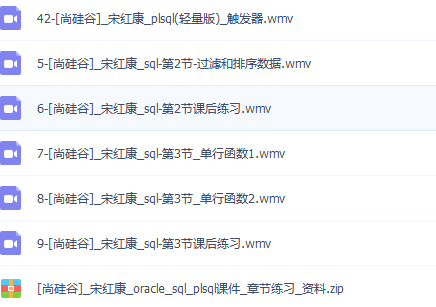 42-[尚硅谷]_宋红康_plsql(轻量版)_触发器.wmv
5-[尚硅谷]_宋红康_sql-第2节-过滤和排序数据.wmv
6-[尚硅谷]_宋红康_sql-第2节课后练习.wmv
7-[尚硅谷]_宋红康_sql-第3节_单行函数1.wmv
8-[尚硅谷]_宋红康_sql-第3节_单行函数2.wmv
9-[尚硅谷]_宋红康_sql-第3节课后练习.wmv
[尚硅谷]_宋红康_oracle_sql_plsql课件_章节练习_资料.zip